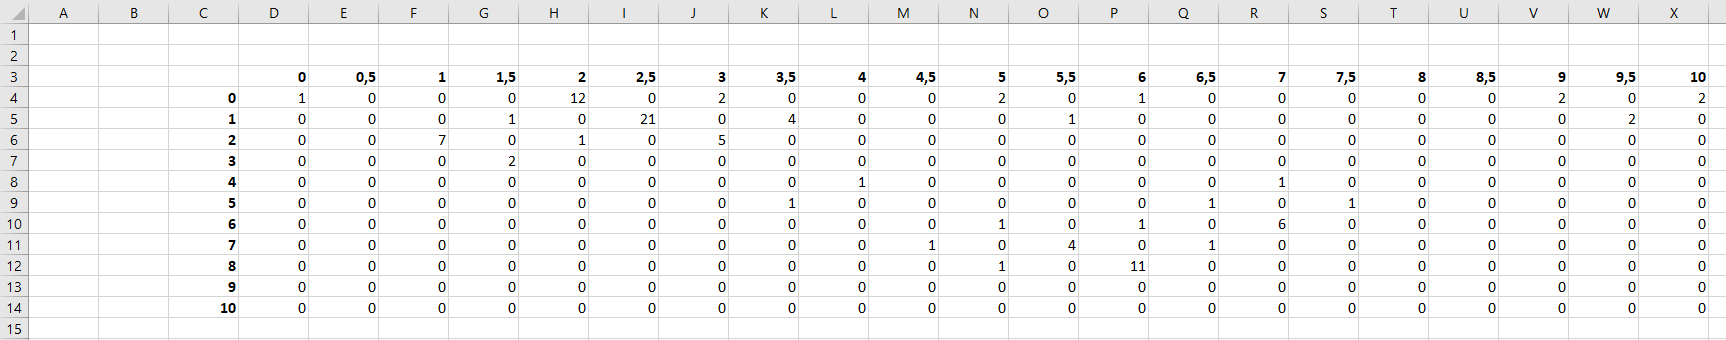 A B C D E F G H I J K L M N O P Q R S T U V W X
1
2
3 0 0,5 1 1,5 2 2,5 3 3,5 4 4,5 5 5,5 6 6,5 7 7,5 8 8,5 9 9,5 10
4 0 1 0 0 0 12 0 2 0 0 0 2 0 1 0 0 0 0 0 2 0 2
5 1 0 0 0 1 0 21 0 4 0 0 0 1 0 0 0 0 0 0 0 2 0
6 2 0 0 7 0 1 0 5 0 0 0 0 0 0 0 0 0 0 0 0 0 0
7 3 0 0 0 2 0 0 0 0 0 0 0 0 0 0 0 0 0 0 0 0 0
8 4 0 0 0 0 0 0 0 0 1 0 0 0 0 0 1 0 0 0 0 0 0
9 5 0 0 0 0 0 0 0 1 0 0 0 0 0 1 0 1 0 0 0 0 0
10 6 0 0 0 0 0 0 0 0 0 0 1 0 1 0 6 0 0 0 0 0 0
11 7 0 0 0 0 0 0 0 0 0 1 0 4 0 1 0 0 0 0 0 0 0
12 8 0 0 0 0 0 0 0 0 0 0 1 0 11 0 0 0 0 0 0 0 0
13 9 0 0 0 0 0 0 0 0 0 0 0 0 0 0 0 0 0 0 0 0 0
14 10 0 0 0 0 0 0 0 0 0 0 0 0 0 0 0 0 0 0 0 0 0
15